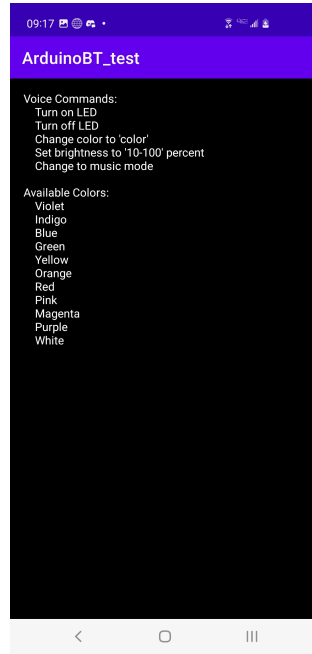 09:17
ArduinoBT_test
Voice Commands:
Turn on LED
Turn off LED
Change color to 'color'
Set brightness to '10-100' percent
Change to music mode
Available Colors:
Violet
Indigo
Blue
Green
Yellow
Orange
Red
Pink
Magenta
Purple
White